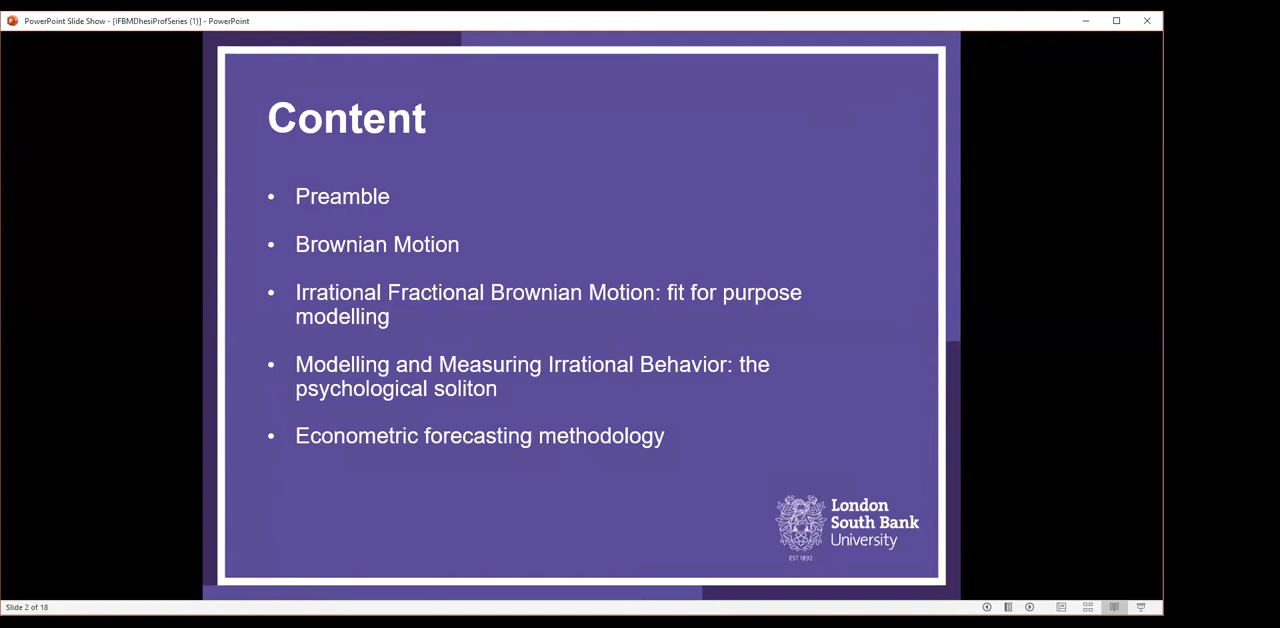 PowerPoint Slide Show - [IFBMDhesiProfSeries (1)] - PowerPoint
Content
• Preamble
• Brownian Motion
• Irrational Fractional Brownian Motion: fit for purpose
modelling
• Modelling and Measuring Irrational Behavior: the
psychological soliton
• Econometric forecasting methodology
London
South Bank
University
EST 1892
Slide 2 of 18